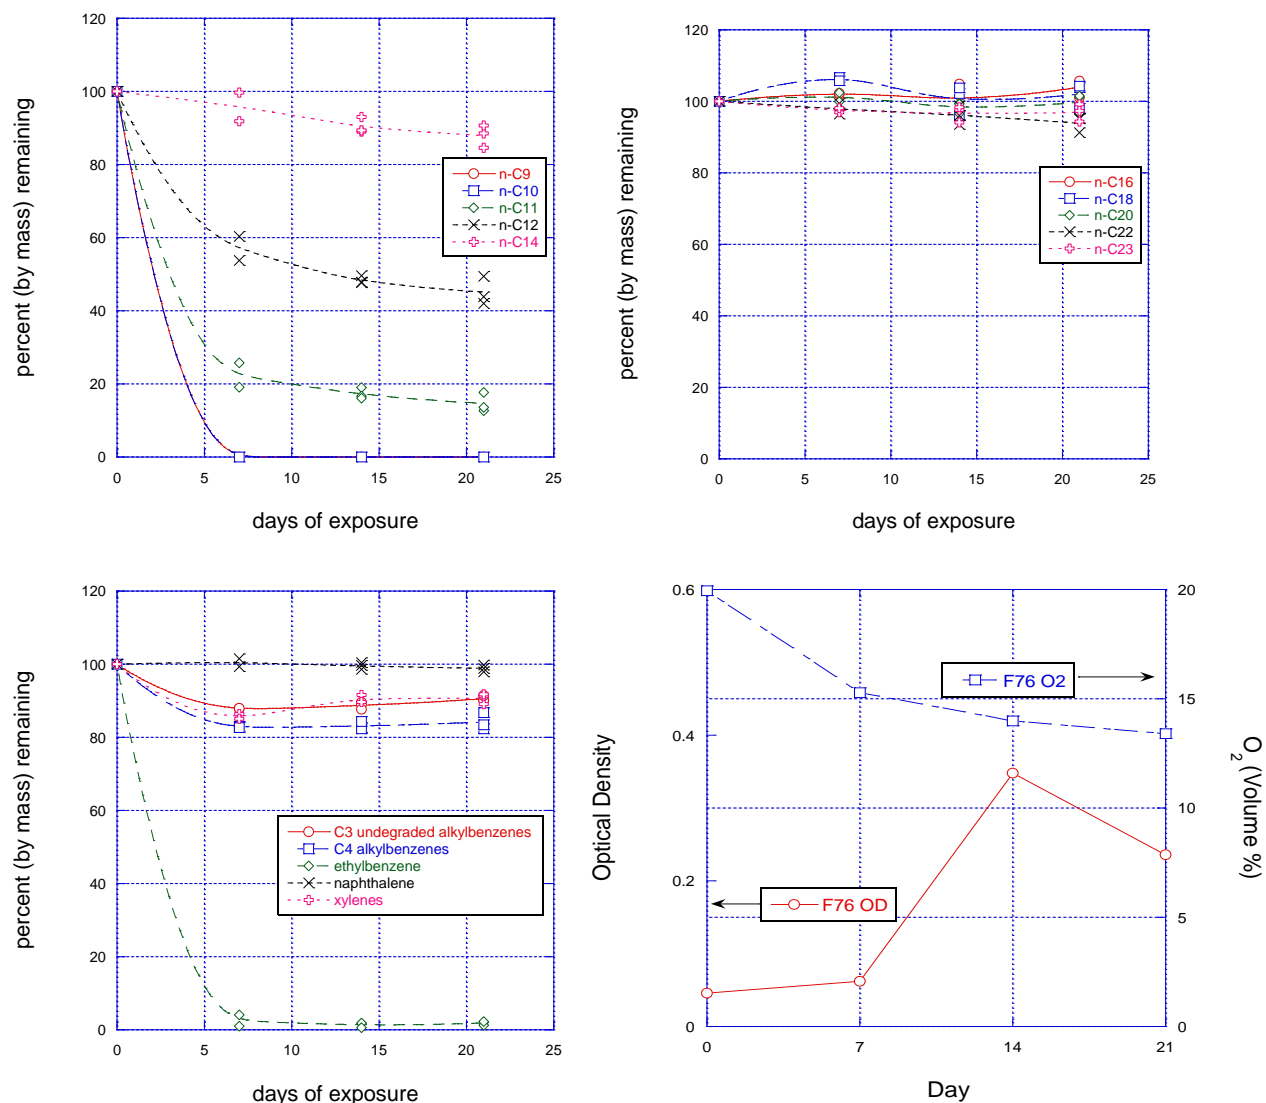 percent (by mass) remaining
120
100
80
60
40
20
0
0 5 10 15 20 25
days of exposure
n-C9
n-C10
n-C11
n-C12
n-C14
percent (by mass) remaining
120
100
80
60
40
20
0
0 5 10 15 20 25
days of exposure
n-C16
n-C18
n-C20
n-C22
n-C23
percent (by mass) remaining
120
100
80
60
40
20
0
0 5 10 15 20 25
days of exposure
C3 undegraded alkylbenzenes
C4 alkylbenzenes
ethylbenzene
naphthalene
xylenes
Optical Density
0.6
0.4
0.2
0
0 7 14 21
Day
20
15
10
5
0
O2 (Volume %)
F76 O2
F76 OD